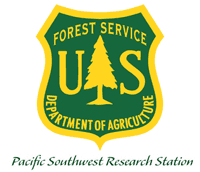 FOREST SERVICE
U S
DEPARTMENT OF AGRICULTURE
Pacific Southwest Research Station